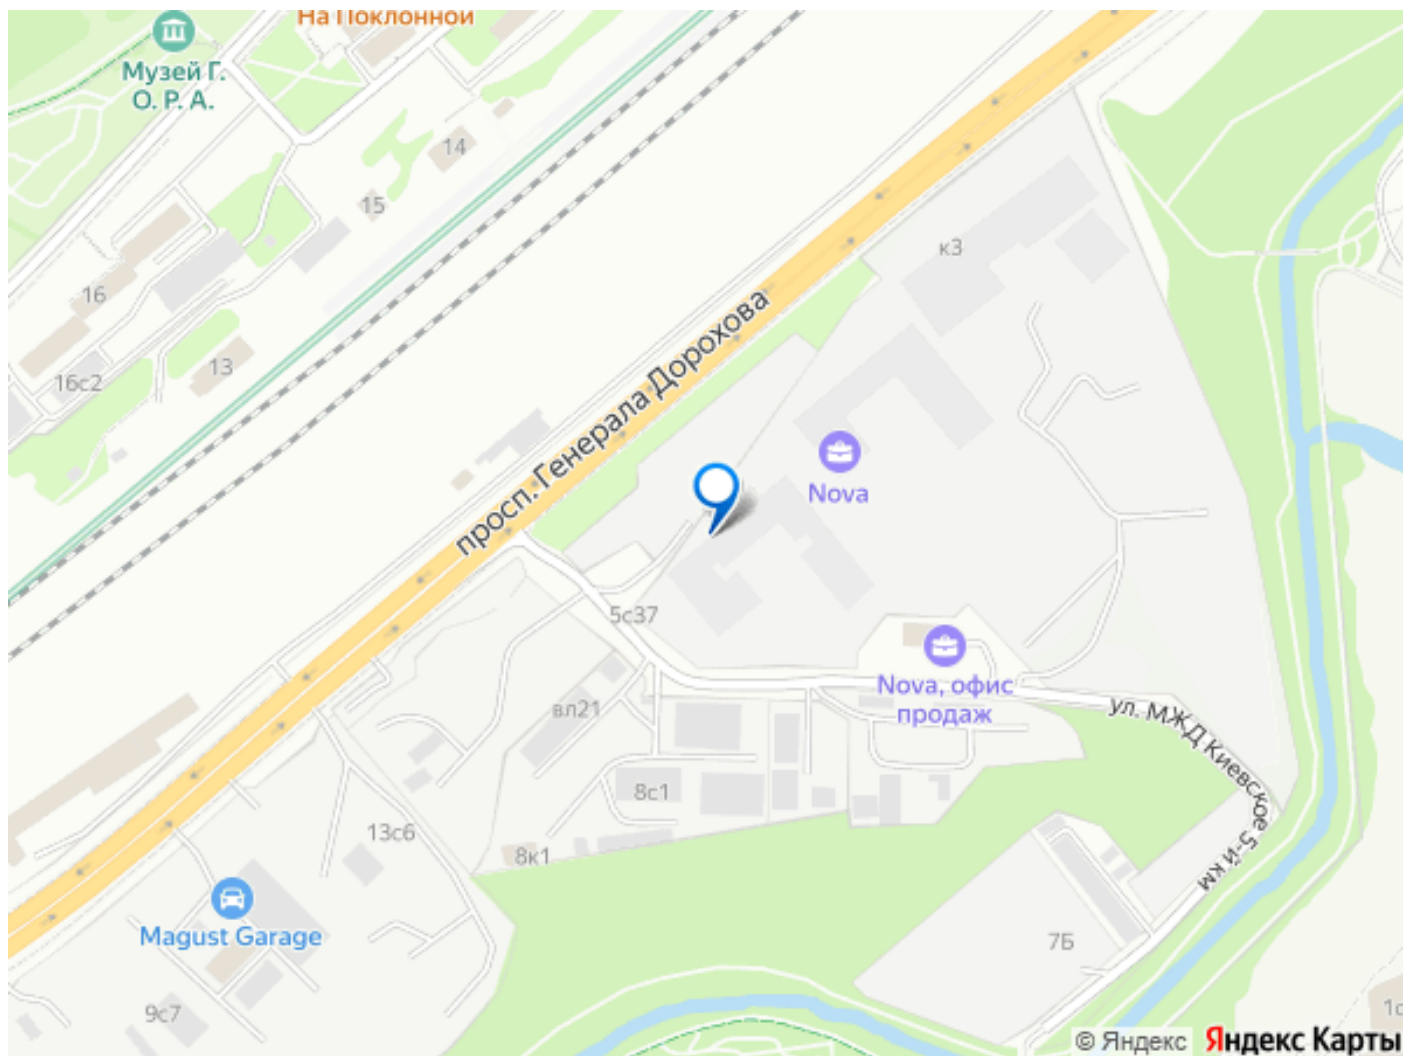 На Поклонной
Музей Г.
О. Р. А.
14
15
16
13
16с2
к3
просп. Генерала Дорохова
Nova
5с37
Nova, офис
продаж
вл21
ул. МЖД Киевское 5-й км
8с1
13с6
8к1
Magust Garage
7Б
9с7
1с
© Яндекс Яндекс Карты